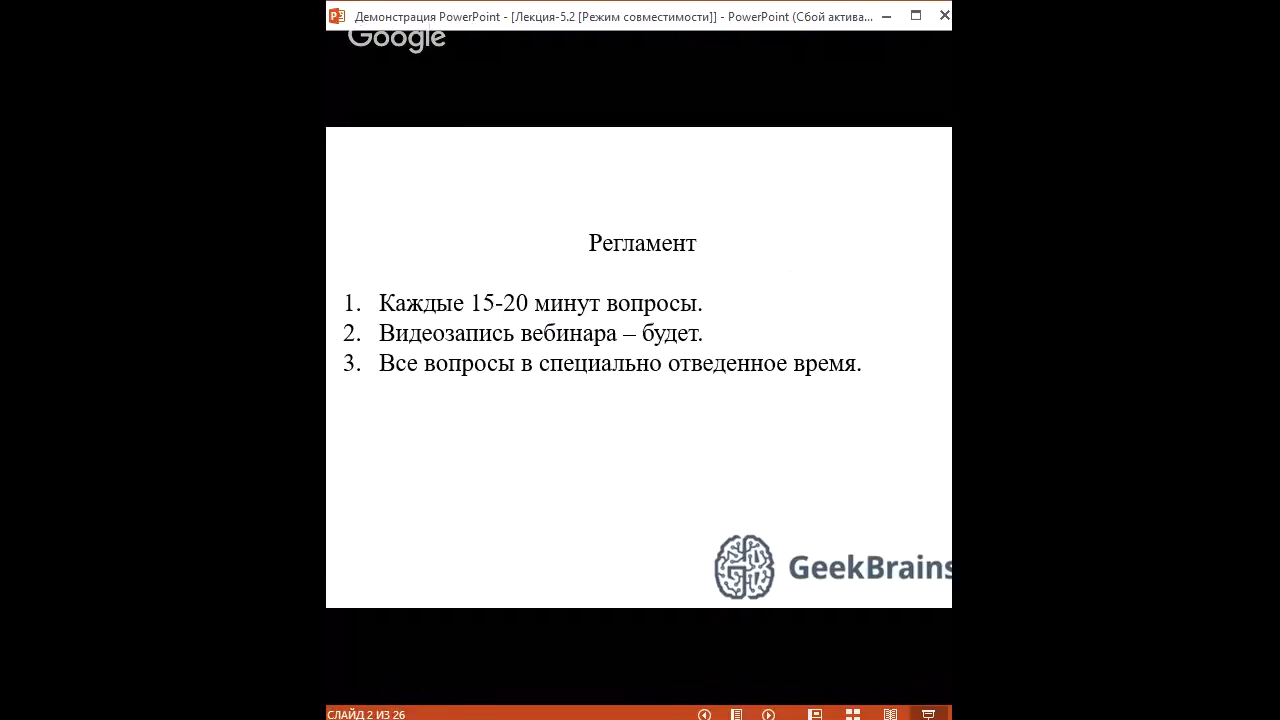 Демонстрация PowerPoint - [Лекция-5.2 [Режим совместимости]] - PowerPoint (Сбой актива...
Google
Регламент
1. Каждые 15-20 минут вопросы.
2. Видеозапись вебинара – будет.
3. Все вопросы в специально отведенное время.
GeekBrains
СЛАЙД 2 ИЗ 26